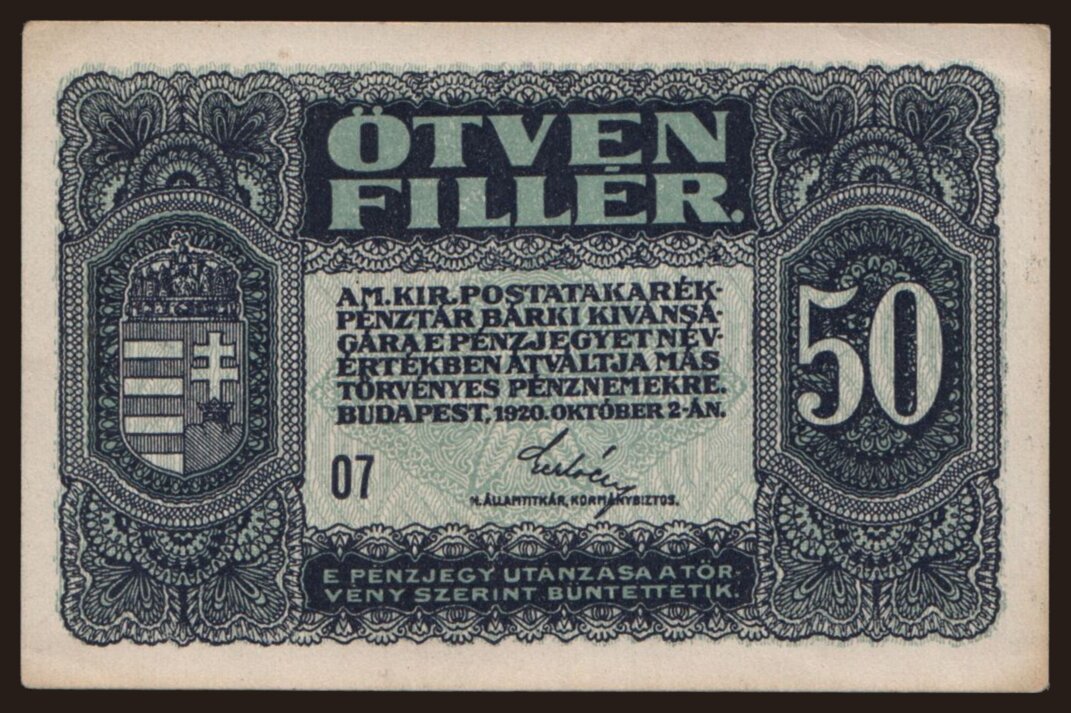 ÖTVEN
FILLÉR.
A M. KIR. POSTATAKARÉK-
PÉNZTÁR BÁRKI KIVÁNSÁ-
GÁRA E PÉNZJEGYET NÉV-
ÉRTÉKBEN ÁTVÁLTJA MÁS
TÖRVÉNYES PÉNZNEMEKRE.
BUDAPEST, 1920. OKTÓBER 2-ÁN.
50
07
H. ÁLLAMTITKÁR, KORMÁNYBIZTOS.
E PÉNZJEGY UTÁNZÁSA A TÖR-
VÉNY SZERINT BÜNTETTETIK.